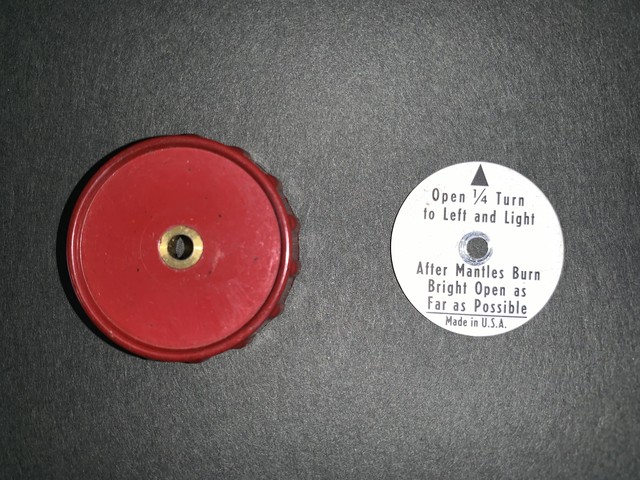 Open 1/4 Turn
to Left and Light
After Mantles Burn
Bright Open as
Far as Possible
Made in U.S.A.